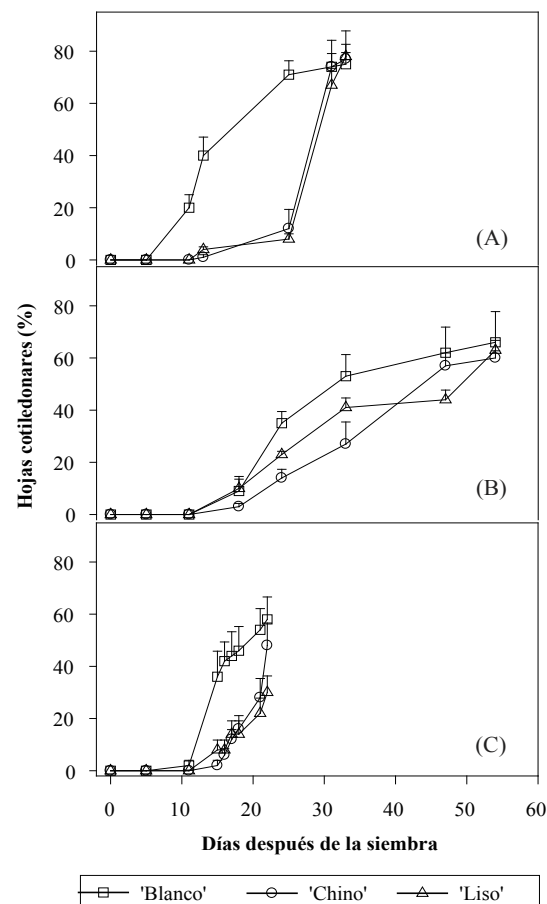 80
60
40
20
0
(A)
80
60
40
20
0
(B)
80
60
40
20
0
(C)
Hojas cotiledonares (%)
0 10 20 30 40 50 60
Días después de la siembra
'Blanco' 'Chino' 'Liso'